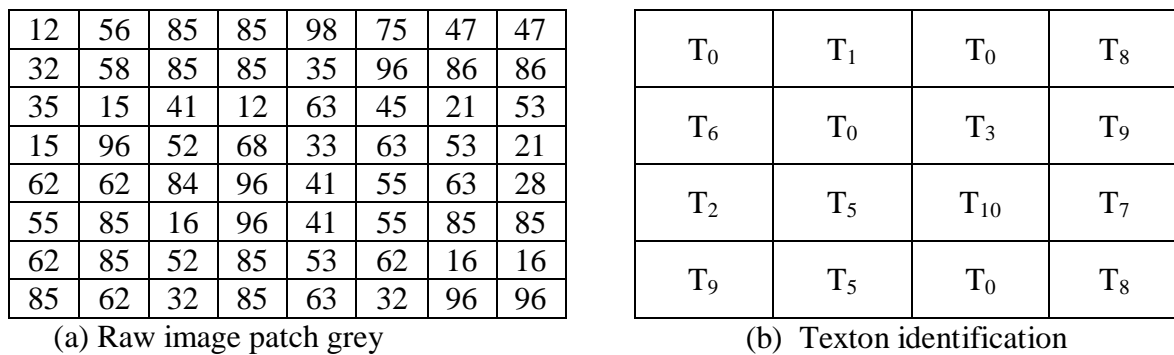 12 56 85 85 98 75 47 47
32 58 85 85 35 96 86 86
35 15 41 12 63 45 21 53
15 96 52 68 33 63 53 21
62 62 84 96 41 55 63 28
55 85 16 96 41 55 85 85
62 85 52 85 53 62 16 16
85 62 32 85 63 32 96 96
(a) Raw image patch grey
T₀ T₁ T₀ T₈
T₆ T₀ T₃ T₉
T₂ T₅ T₁₀ T₇
T₉ T₅ T₀ T₈
(b) Texton identification